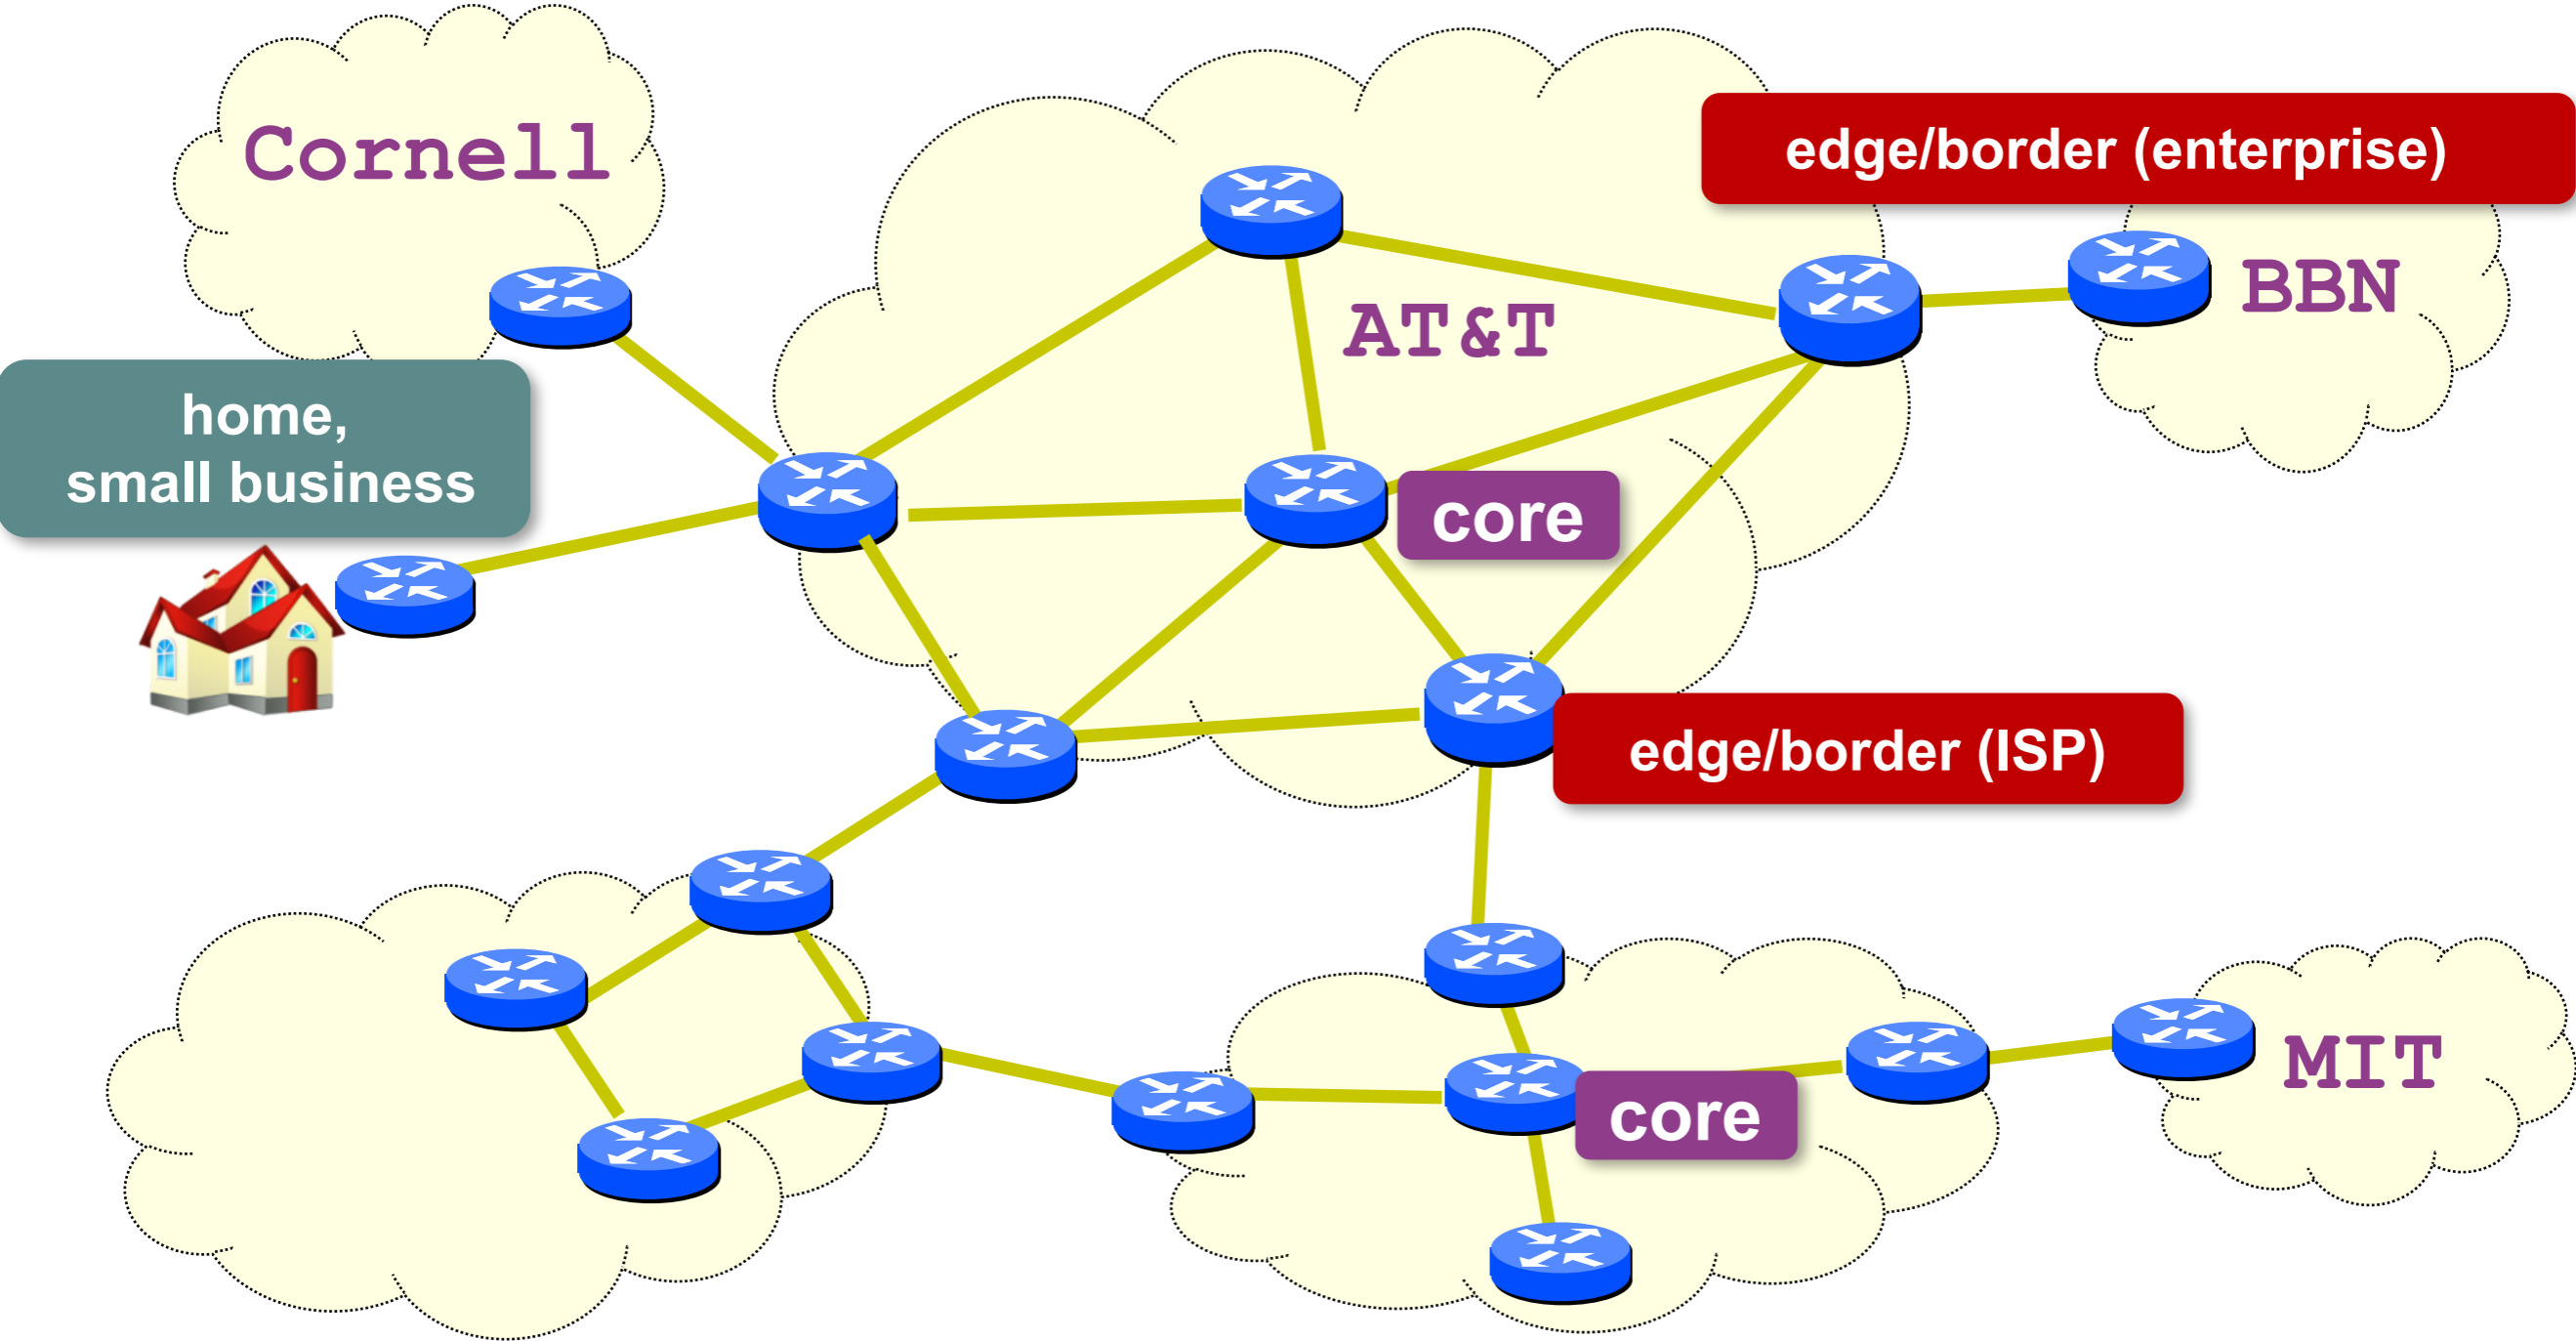 Cornell
edge/border (enterprise)
BBN
AT&T
home,
small business
core
edge/border (ISP)
MIT
core